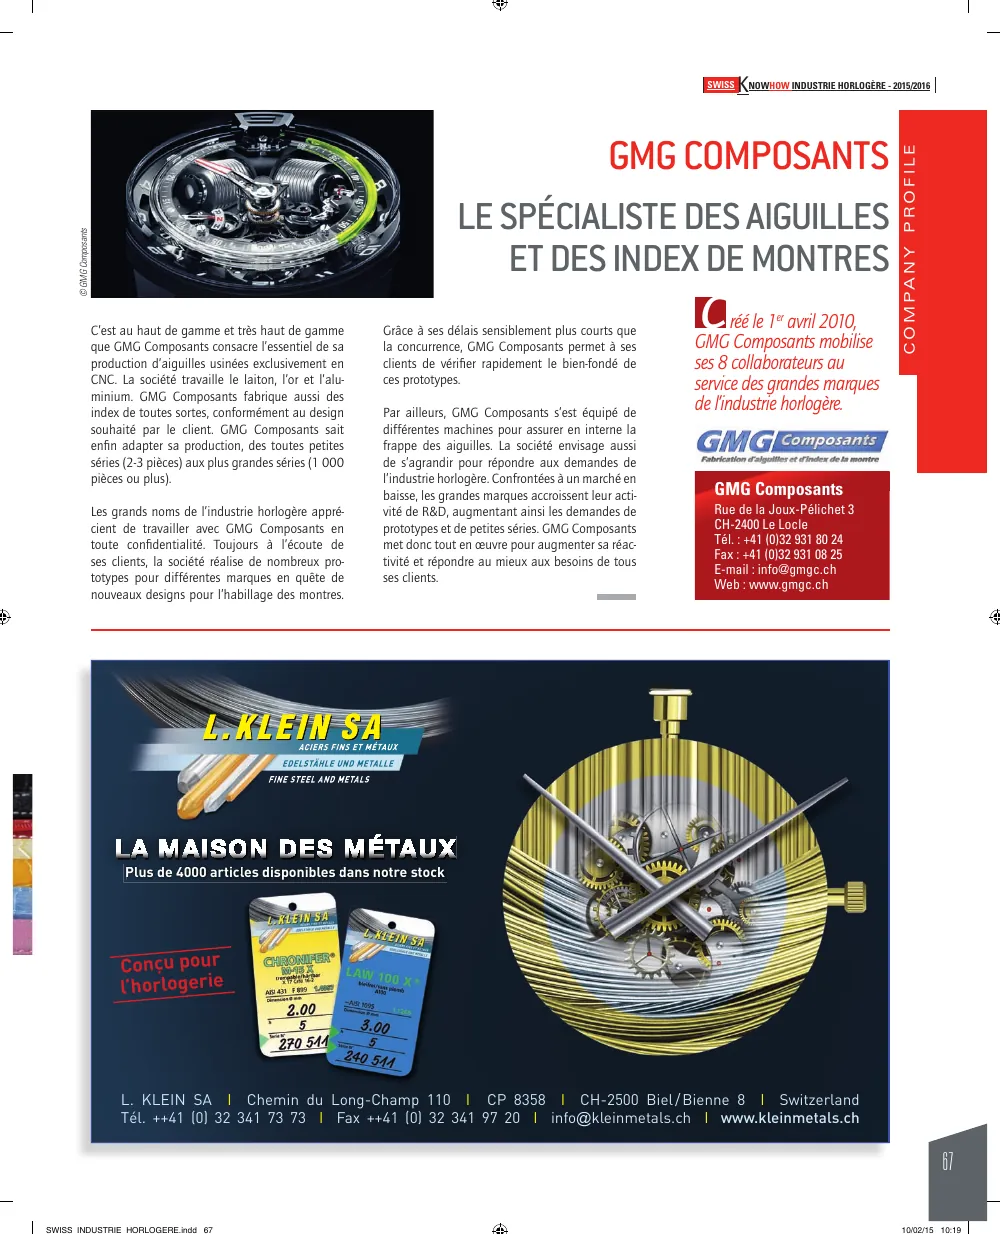 SWISS KNOWHOW INDUSTRIE HORLOGÈRE - 2015/2016
COMPANY PROFILE
© GMG Composants
GMG COMPOSANTS
LE SPÉCIALISTE DES AIGUILLES
ET DES INDEX DE MONTRES
C'est au haut de gamme et très haut de gamme
que GMG Composants consacre l'essentiel de sa
production d'aiguilles usinées exclusivement en
CNC. La société travaille le laiton, l'or et l'alu-
minium. GMG Composants fabrique aussi des
index de toutes sortes, conformément au design
souhaité par le client. GMG Composants sait
enfin adapter sa production, des toutes petites
séries (2-3 pièces) aux plus grandes séries (1 000
pièces ou plus).
Les grands noms de l'industrie horlogère appré-
cient de travailler avec GMG Composants en
toute confidentialité. Toujours à l'écoute de
ses clients, la société réalise de nombreux pro-
totypes pour différentes marques en quête de
nouveaux designs pour l'habillage des montres.
Grâce à ses délais sensiblement plus courts que
la concurrence, GMG Composants permet à ses
clients de vérifier rapidement le bien-fondé de
ces prototypes.
Par ailleurs, GMG Composants s'est équipé de
différentes machines pour assurer en interne la
frappe des aiguilles. La société envisage aussi
de s'agrandir pour répondre aux demandes de
l'industrie horlogère. Confrontées à un marché en
baisse, les grandes marques accroissent leur acti-
vité de R&D, augmentant ainsi les demandes de
prototypes et de petites séries. GMG Composants
met donc tout en œuvre pour augmenter sa réac-
tivité et répondre au mieux aux besoins de tous
ses clients.
Créé le 1er avril 2010,
GMG Composants mobilise
ses 8 collaborateurs au
service des grandes marques
de l'industrie horlogère.
GMG Composants
Fabrication d'aiguilles et d'index de la montre
GMG Composants
Rue de la Joux-Pélichet 3
CH-2400 Le Locle
Tél. : +41 (0)32 931 80 24
Fax : +41 (0)32 931 08 25
E-mail : info@gmgc.ch
Web : www.gmgc.ch
L. KLEIN SA
ACIERS FINS ET MÉTAUX
EDELSTÄHLE UND METALLE
FINE STEEL AND METALS
LA MAISON DES MÉTAUX
Plus de 4000 articles disponibles dans notre stock
Conçu pour
l'horlogerie
L. KLEIN SA
CHRONIFER®
M-15 X
X 17 CrNi 16-2
AISI 431 F 899
Dimension Ø mm
2.00
5
270 511
L. KLEIN SA
LAW 100 X®
AISI 1095
Dimension Ø mm
3.00
5
240 511
L. KLEIN SA I Chemin du Long-Champ 110 I CP 8358 I CH-2500 Biel/Bienne 8 I Switzerland
Tél. ++41 (0) 32 341 73 73 I Fax ++41 (0) 32 341 97 20 I info@kleinmetals.ch I www.kleinmetals.ch
67
SWISS_INDUSTRIE_HORLOGERE.indd 67
10/02/15 10:19